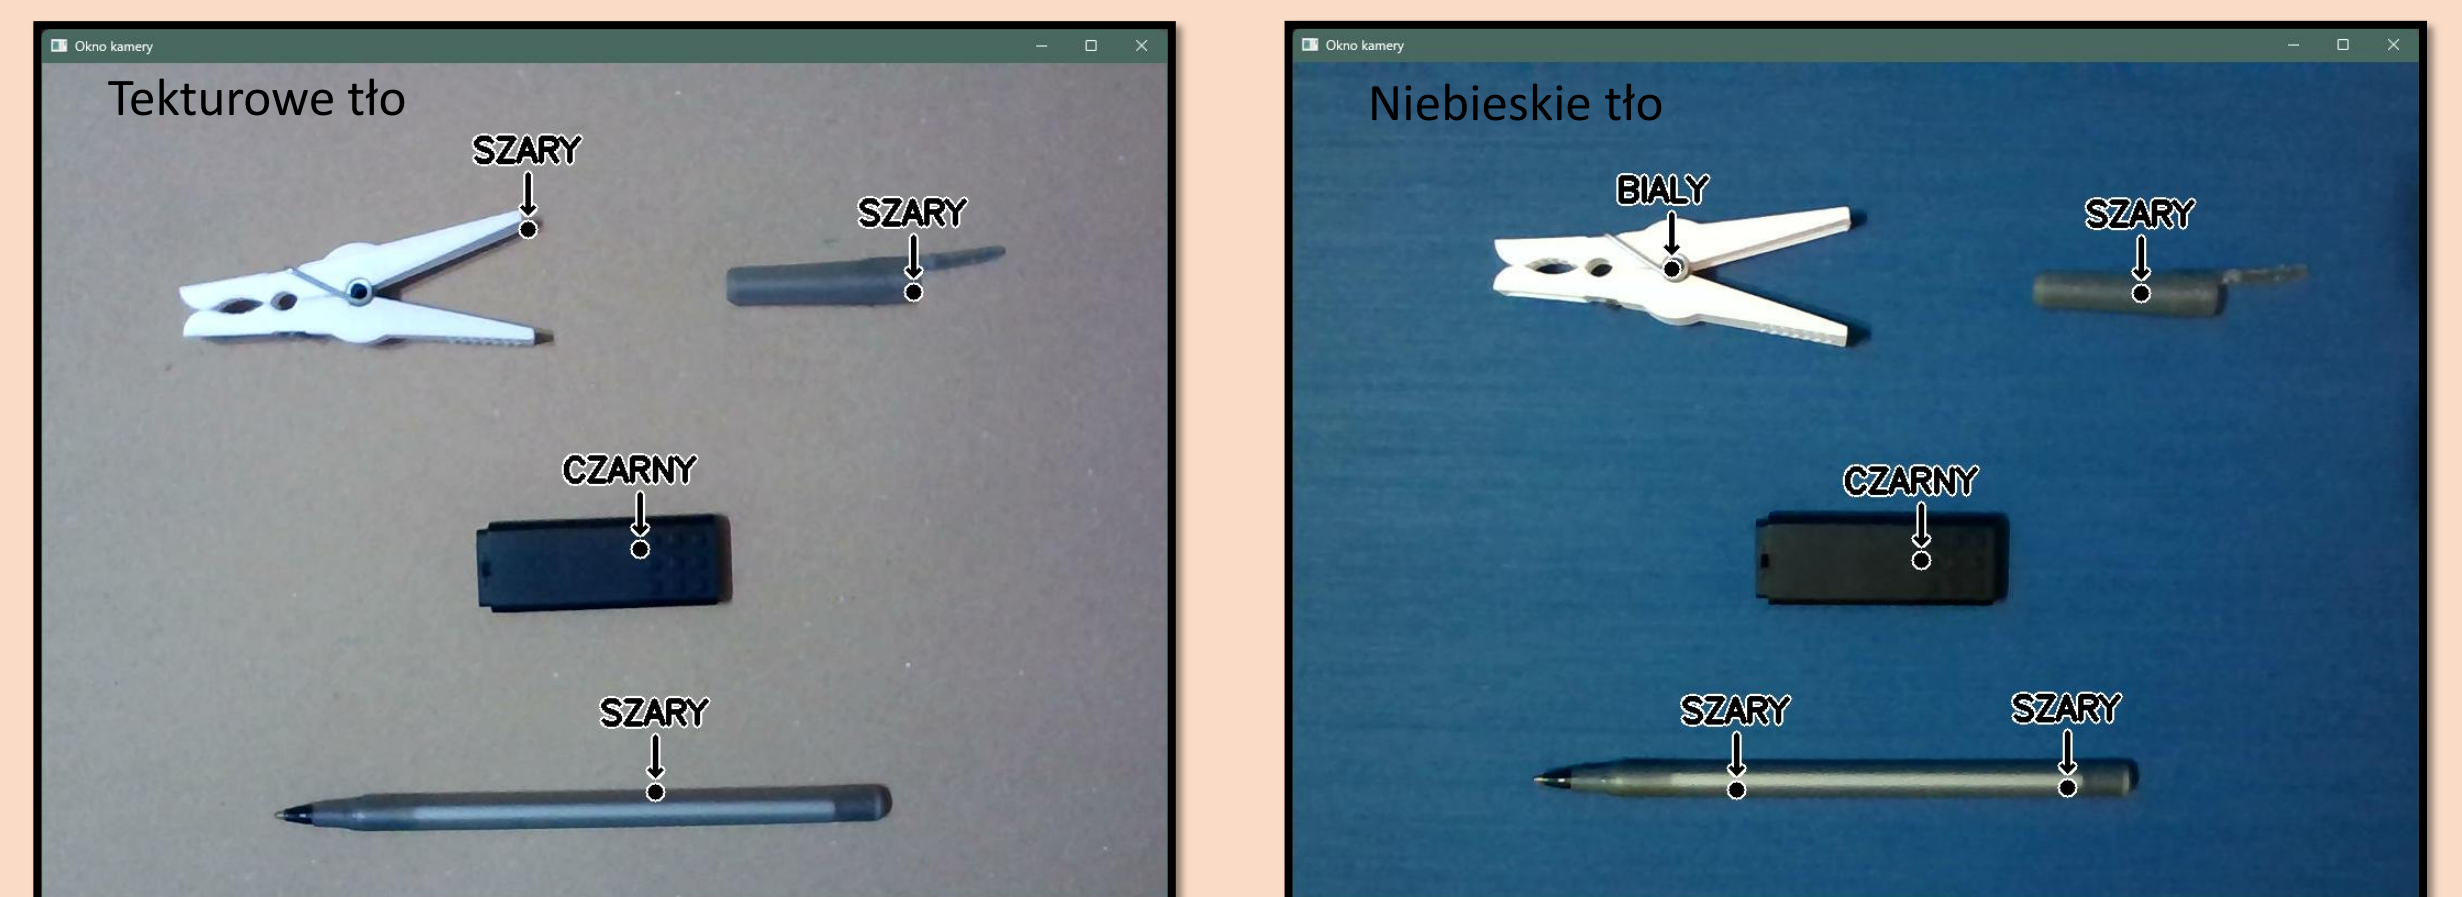 Okno kamery
Tekturowe tło
SZARY
SZARY
CZARNY
SZARY
Okno kamery
Niebieskie tło
BIALY
SZARY
CZARNY
SZARY
SZARY